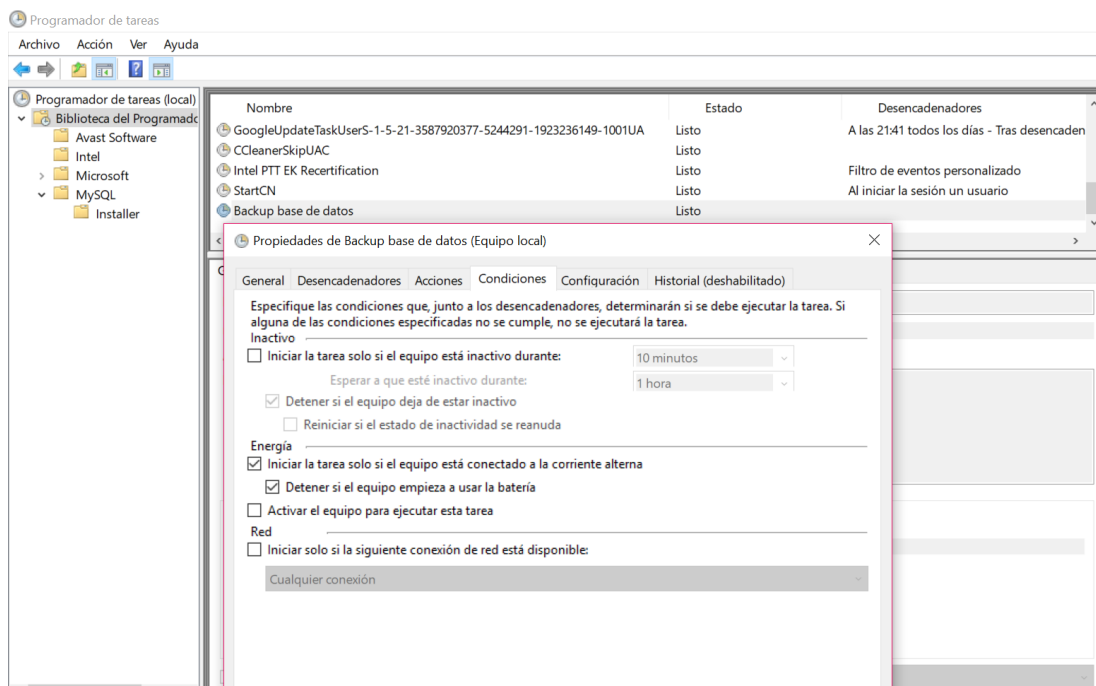 Programador de tareas
Archivo Acción Ver Ayuda
Programador de tareas (local)
Biblioteca del Programado
Avast Software
Intel
Microsoft
MySQL
Installer
Nombre Estado Desencadenadores
GoogleUpdateTaskUserS-1-5-21-3587920377-5244291-1923236149-1001UA Listo A las 21:41 todos los días - Tras desencaden
CCleanerSkipUAC Listo
Intel PTT EK Recertification Listo Filtro de eventos personalizado
StartCN Listo Al iniciar la sesión un usuario
Backup base de datos Listo
Propiedades de Backup base de datos (Equipo local)
General Desencadenadores Acciones Condiciones Configuración Historial (deshabilitado)
Especifique las condiciones que, junto a los desencadenadores, determinarán si se debe ejecutar la tarea. Si
alguna de las condiciones especificadas no se cumple, no se ejecutará la tarea.
Inactivo
Iniciar la tarea solo si el equipo está inactivo durante: 10 minutos
Esperar a que esté inactivo durante: 1 hora
Detener si el equipo deja de estar inactivo
Reiniciar si el estado de inactividad se reanuda
Energía
Iniciar la tarea solo si el equipo está conectado a la corriente alterna
Detener si el equipo empieza a usar la batería
Activar el equipo para ejecutar esta tarea
Red
Iniciar solo si la siguiente conexión de red está disponible:
Cualquier conexión